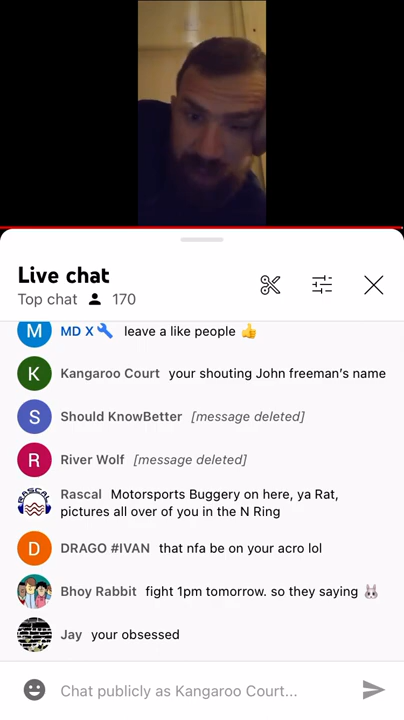 Live chat
Top chat 170
M MD X leave a like people
K Kangaroo Court your shouting John freeman's name
S Should KnowBetter [message deleted]
R River Wolf [message deleted]
RASCAL Rascal Motorsports Buggery on here, ya Rat,
pictures all over of you in the N Ring
D DRAGO #IVAN that nfa be on your acro lol
Bhoy Rabbit fight 1pm tomorrow. so they saying
Jay your obsessed
Chat publicly as Kangaroo Court...